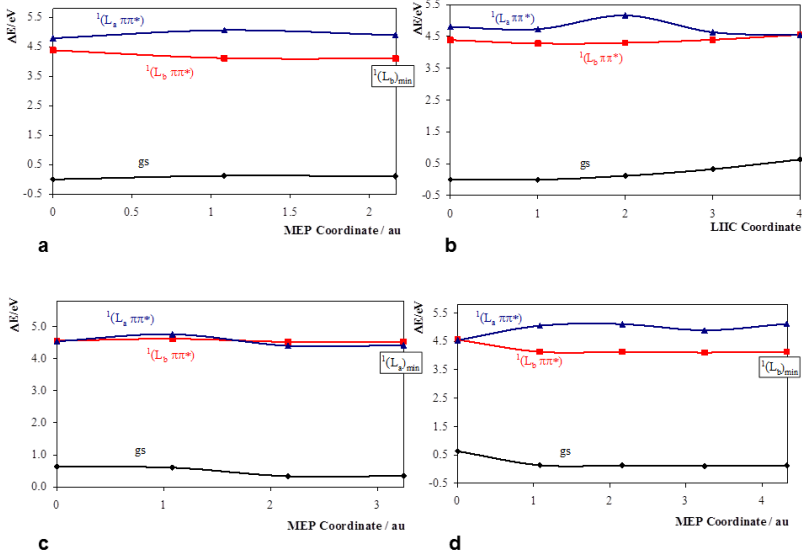 ΔE/eV
5.5
4.5
3.5
2.5
1.5
0.5
-0.5
¹(Lₐ ππ*)
¹(L_b ππ*)
¹(L_b)min
gs
0
0.5
1
1.5
2
MEP Coordinate / au
a
ΔE/eV
5.5
4.5
3.5
2.5
1.5
0.5
-0.5
¹(Lₐ ππ*)
¹(L_b ππ*)
gs
0
1
2
3
4
LIIC Coordinate
b
ΔE/eV
5.0
4.0
3.0
2.0
1.0
0.0
¹(Lₐ ππ*)
¹(L_b ππ*)
¹(Lₐ)min
gs
0
1
2
3
MEP Coordinate / au
c
ΔE/eV
5.5
4.5
3.5
2.5
1.5
0.5
-0.5
¹(Lₐ ππ*)
¹(L_b ππ*)
¹(L_b)min
gs
0
1
2
3
4
MEP Coordinate / au
d